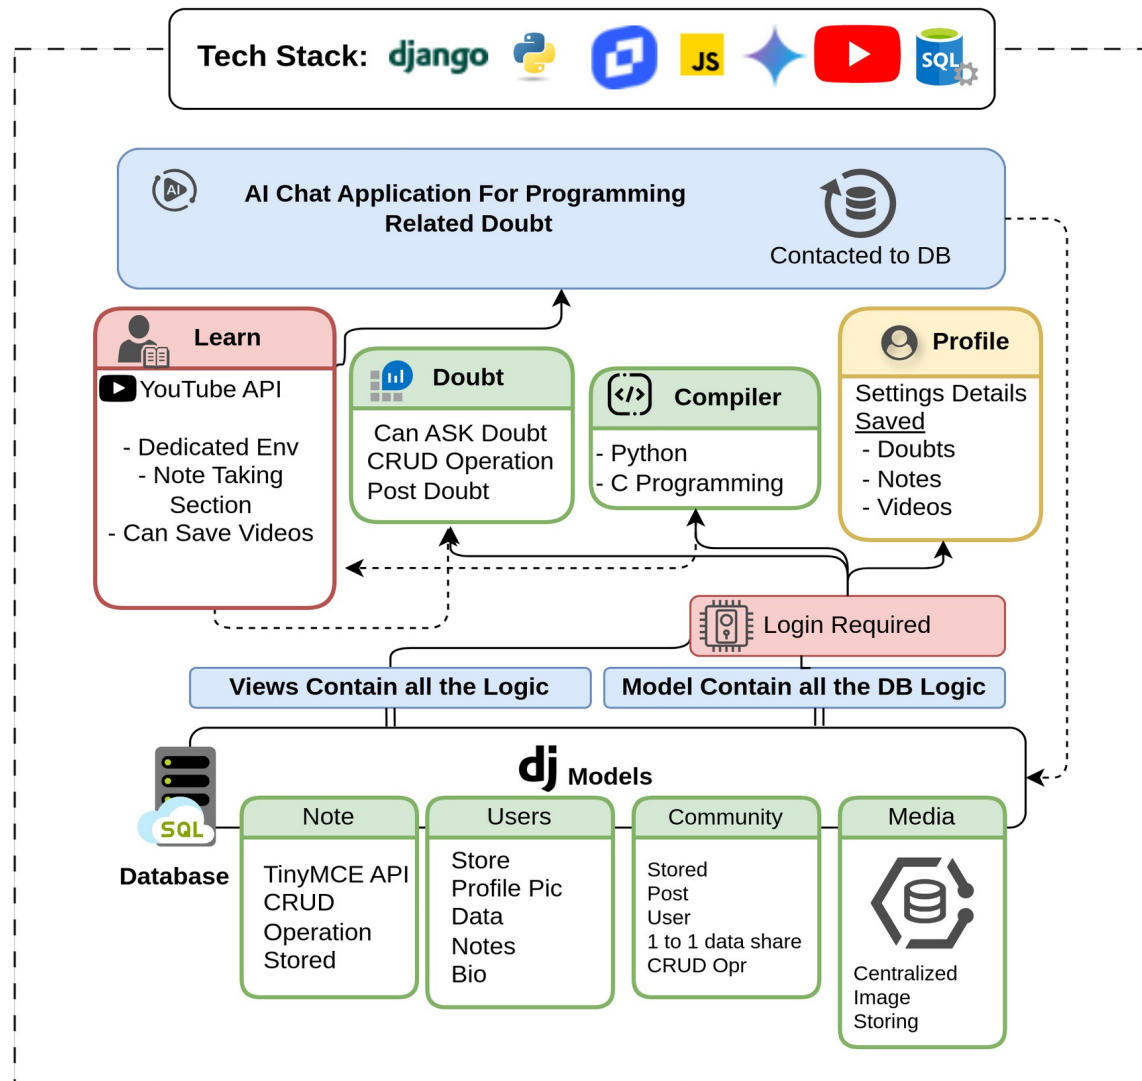 Tech Stack: django JS SQL
AI
AI Chat Application For Programming
Related Doubt
Contacted to DB
Learn
YouTube API
- Dedicated Env
- Note Taking
Section
- Can Save Videos
Doubt
Can ASK Doubt
CRUD Operation
Post Doubt
</>
Compiler
- Python
- C Programming
Profile
Settings Details
Saved
- Doubts
- Notes
- Videos
Login Required
Views Contain all the Logic
Model Contain all the DB Logic
dj Models
SQL
Database
Note
TinyMCE API
CRUD
Operation
Stored
Users
Store
Profile Pic
Data
Notes
Bio
Community
Stored
Post
User
1 to 1 data share
CRUD Opr
Media
Centralized
Image
Storing